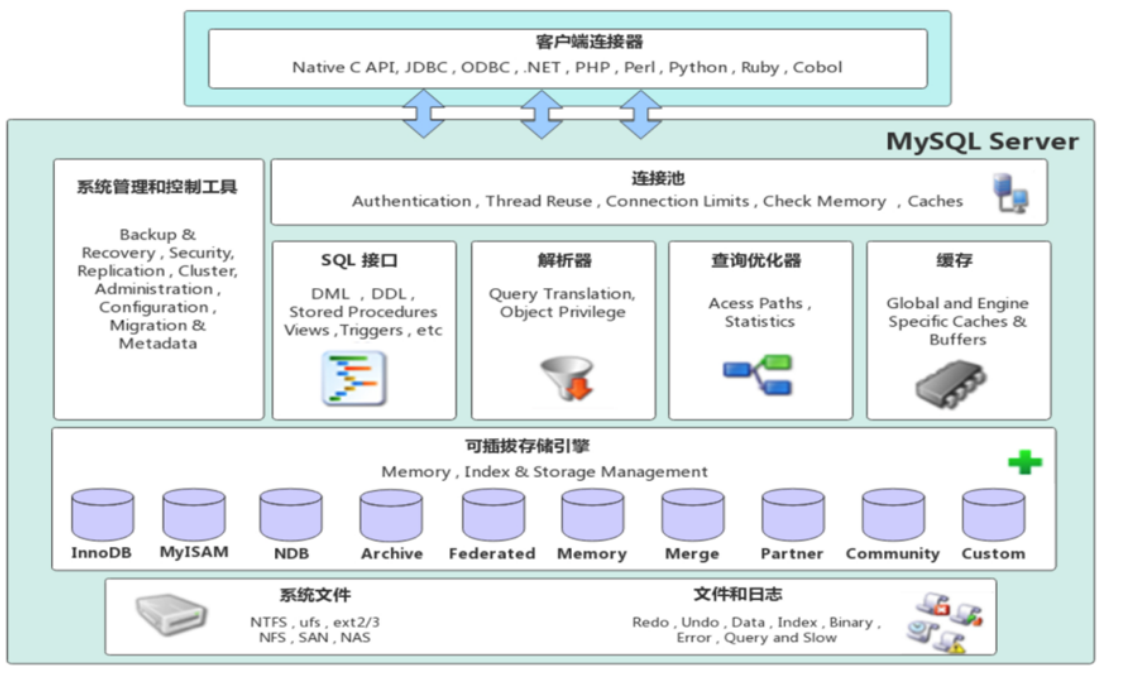 客户端连接器
Native C API, JDBC , ODBC , .NET , PHP , Perl , Python , Ruby , Cobol
MySQL Server
系统管理和控制工具
Backup &
Recovery , Security,
Replication , Cluster,
Administration ,
Configuration ,
Migration &
Metadata
连接池
Authentication , Thread Reuse , Connection Limits , Check Memory , Caches
SQL 接口
DML , DDL ,
Stored Procedures
Views ,Triggers , etc
解析器
Query Translation,
Object Privilege
查询优化器
Acess Paths ,
Statistics
缓存
Global and Engine
Specific Caches &
Buffers
可插拔存储引擎
Memory , Index & Storage Management
InnoDB
MyISAM
NDB
Archive
Federated
Memory
Merge
Partner
Community
Custom
系统文件
NTFS , ufs , ext2/3
NFS , SAN , NAS
文件和日志
Redo , Undo , Data , Index , Binary ,
Error , Query and Slow